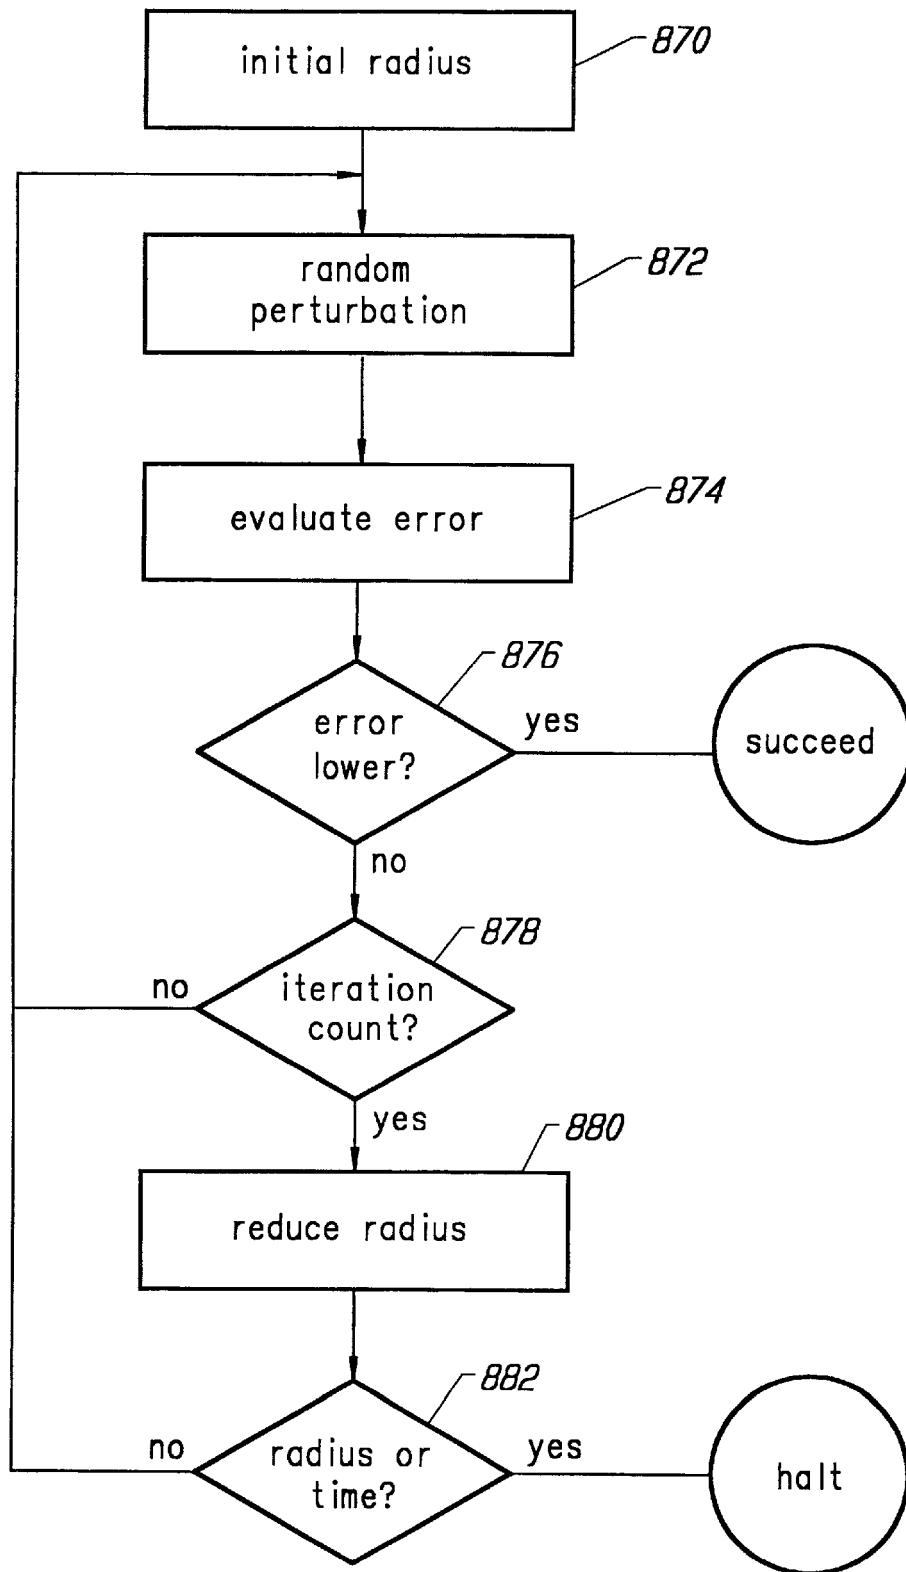 initial radius
870
random
perturbation
872
evaluate error
874
876
error
lower?
yes
succeed
no
878
no
iteration
count?
yes
880
reduce radius
882
no
radius or
time?
yes
halt